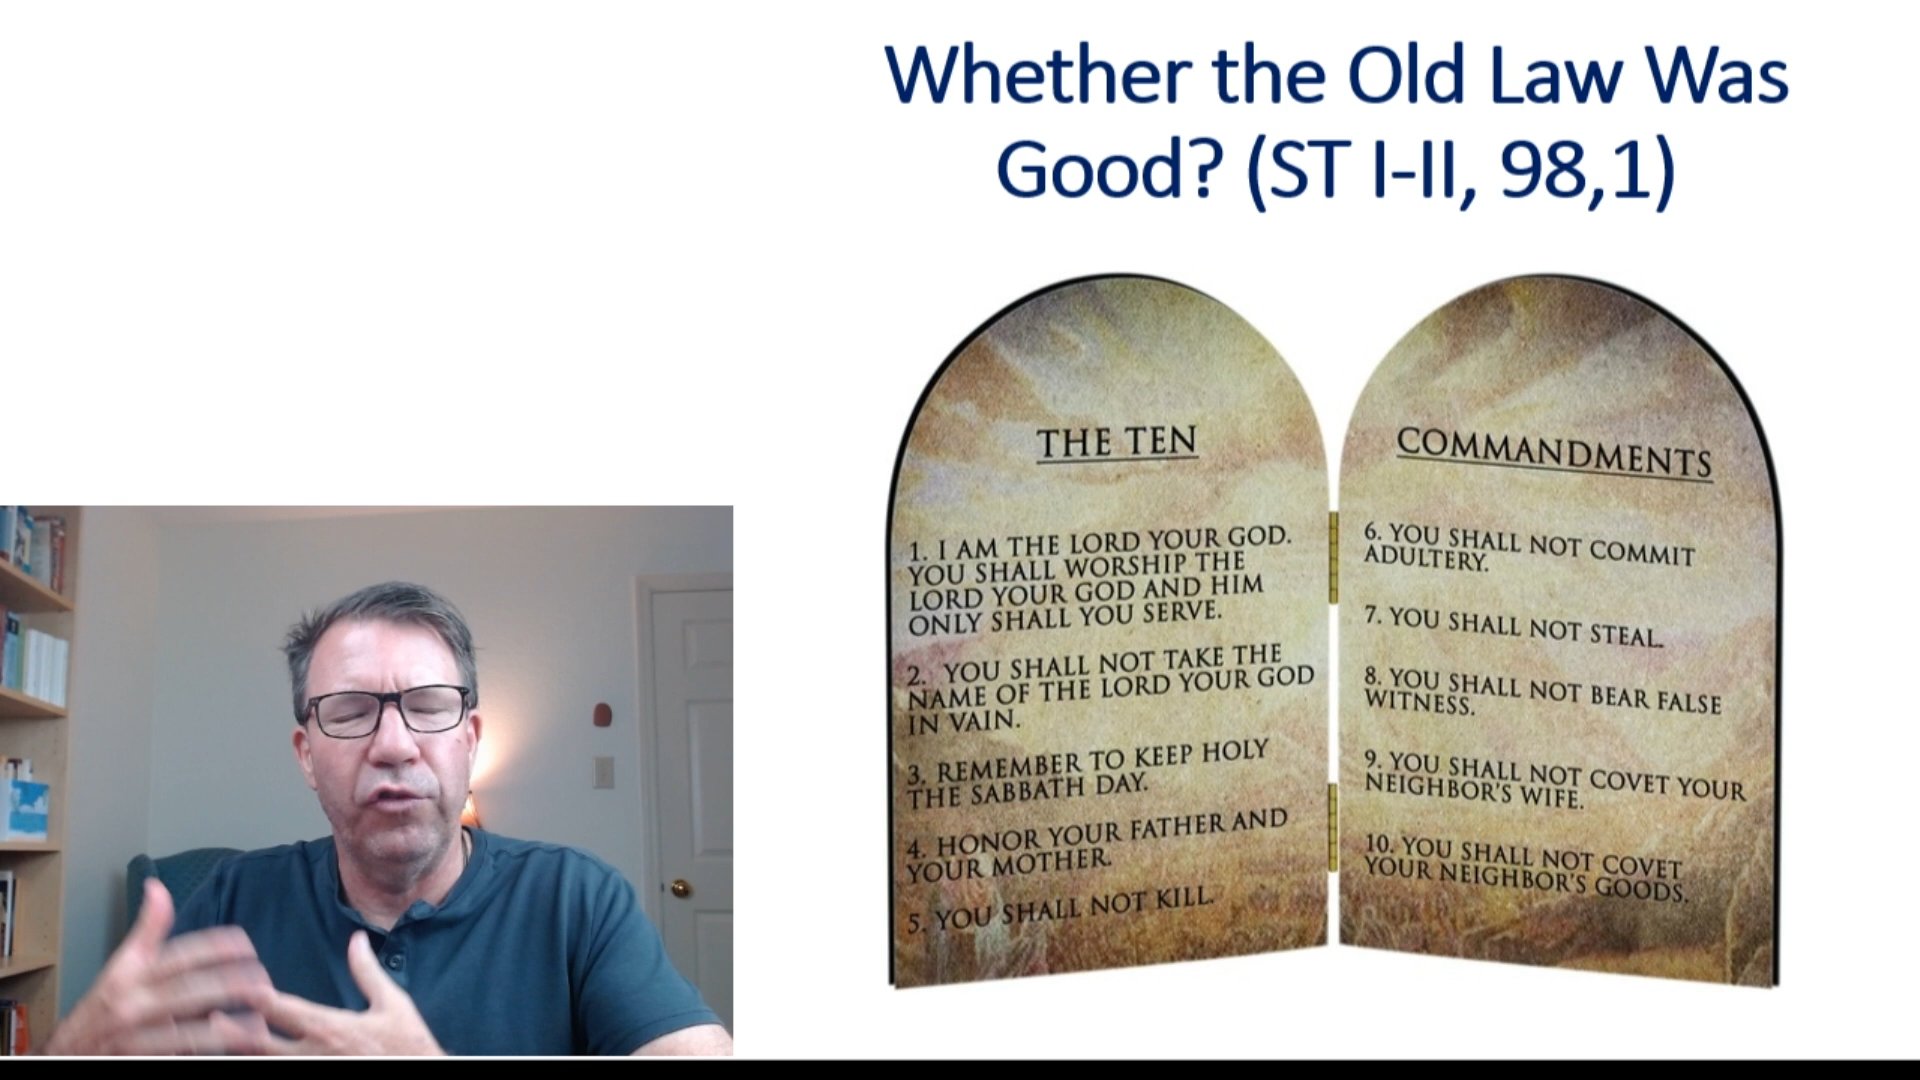 Whether the Old Law Was
Good? (ST I-II, 98,1)
THE TEN
1. I AM THE LORD YOUR GOD.
YOU SHALL WORSHIP THE
LORD YOUR GOD AND HIM
ONLY SHALL YOU SERVE.
2. YOU SHALL NOT TAKE THE
NAME OF THE LORD YOUR GOD
IN VAIN.
3. REMEMBER TO KEEP HOLY
THE SABBATH DAY.
4. HONOR YOUR FATHER AND
YOUR MOTHER.
5. YOU SHALL NOT KILL.
COMMANDMENTS
6. YOU SHALL NOT COMMIT
ADULTERY.
7. YOU SHALL NOT STEAL.
8. YOU SHALL NOT BEAR FALSE
WITNESS.
9. YOU SHALL NOT COVET YOUR
NEIGHBOR'S WIFE.
10. YOU SHALL NOT COVET
YOUR NEIGHBOR'S GOODS.